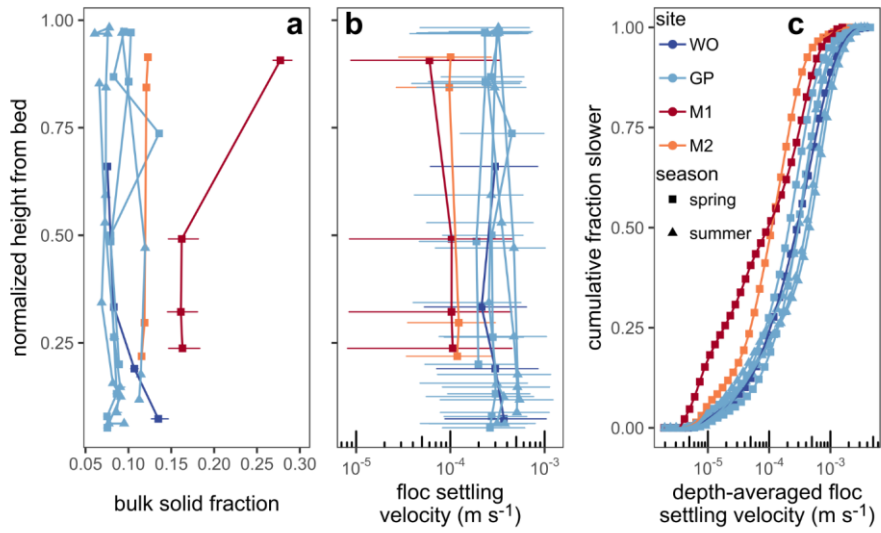 a
b
c
normalized height from bed
1.00
0.75
0.50
0.25
0.05 0.10 0.15 0.20 0.25 0.30
bulk solid fraction
10⁻⁵ 10⁻⁴ 10⁻³
floc settling
velocity (m s⁻¹)
cumulative fraction slower
1.00
0.75
0.50
0.25
0.00
10⁻⁵ 10⁻⁴ 10⁻³
depth-averaged floc
settling velocity (m s⁻¹)
site
WO
GP
M1
M2
season
spring
summer